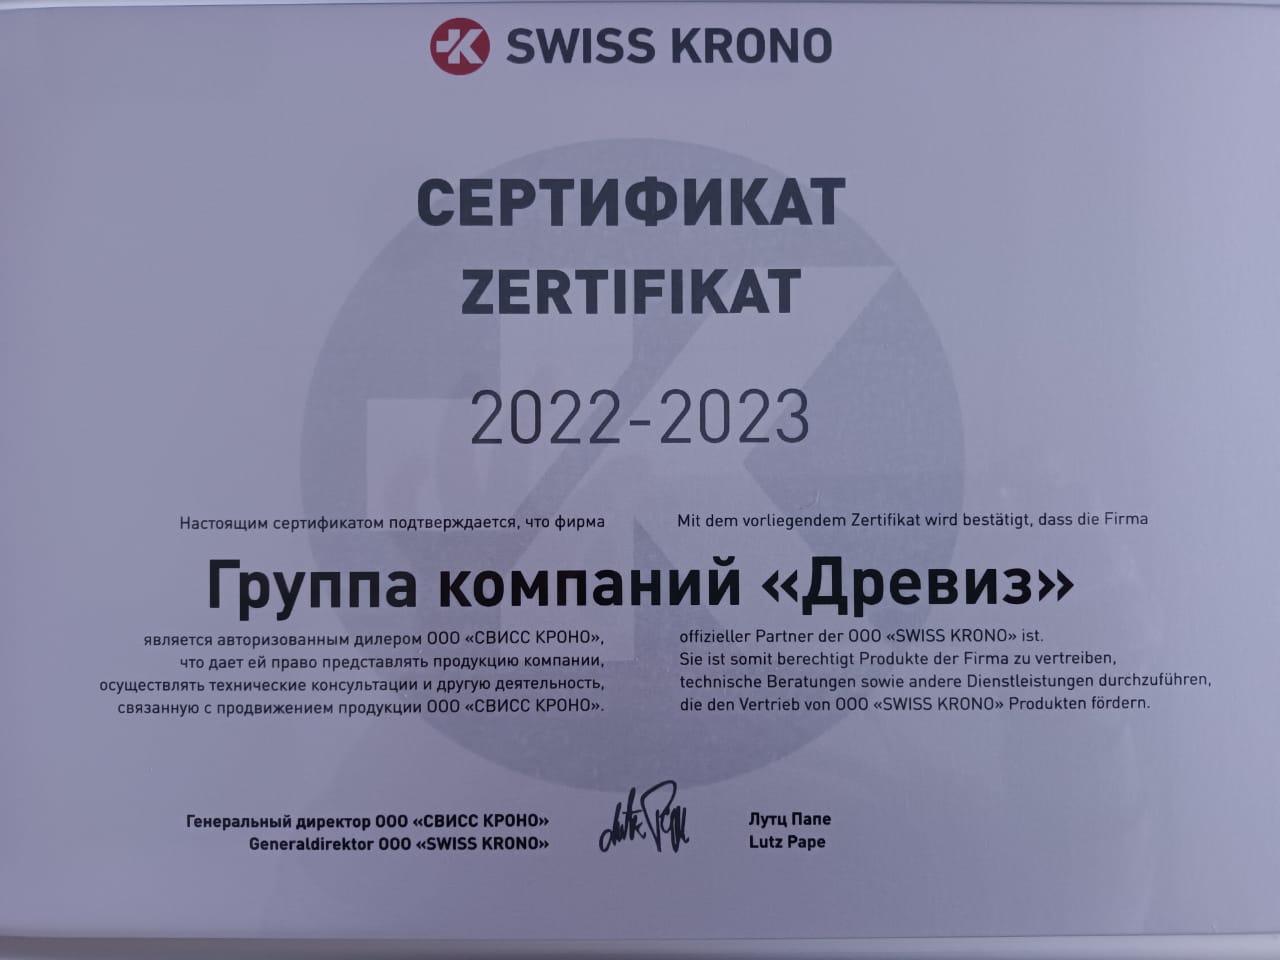 SWISS KRONO
СЕРТИФИКАТ
ZERTIFIKAT
2022-2023
Настоящим сертификатом подтверждается, что фирма
Mit dem vorliegendem Zertifikat wird bestätigt, dass die Firma
Группа компаний «Древиз»
является авторизованным дилером ООО «СВИСС КРОНО»,
что дает ей право представлять продукцию компании,
осуществлять технические консультации и другую деятельность,
связанную с продвижением продукции ООО «СВИСС КРОНО».
offizieller Partner der ООО «SWISS KRONO» ist.
Sie ist somit berechtigt Produkte der Firma zu vertreiben,
technische Beratungen sowie andere Dienstleistungen durchzuführen,
die den Vertrieb von ООО «SWISS KRONO» Produkten fördern.
Генеральный директор ООО «СВИСС КРОНО»
Generaldirektor ООО «SWISS KRONO»
Lutz Pape
Лутц Папе
Lutz Pape